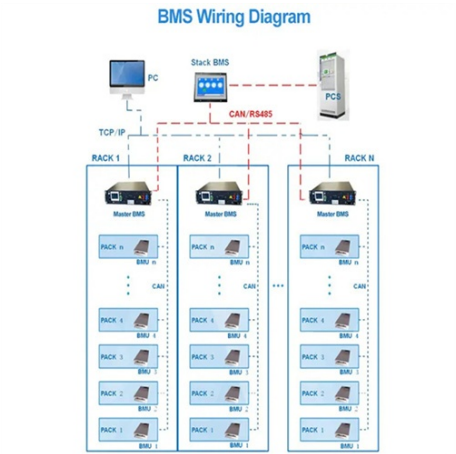 BMS Wiring Diagram
PC
Stack BMS
PCS
CAN/RS485
TCP/IP
RACK 1
RACK 2
RACK N
Master BMS
Master BMS
Master BMS
PACK n
BMU n
PACK n
BMU n
PACK n
BMU n
CAN
CAN
CAN
...
PACK 4
BMU 4
PACK 4
BMU 4
PACK 4
BMU 4
PACK 3
BMU 3
PACK 3
BMU 3
PACK 3
BMU 3
PACK 2
BMU 2
PACK 2
BMU 2
PACK 2
BMU 2
PACK 1
BMU 1
PACK 1
BMU 1
PACK 1
BMU 1